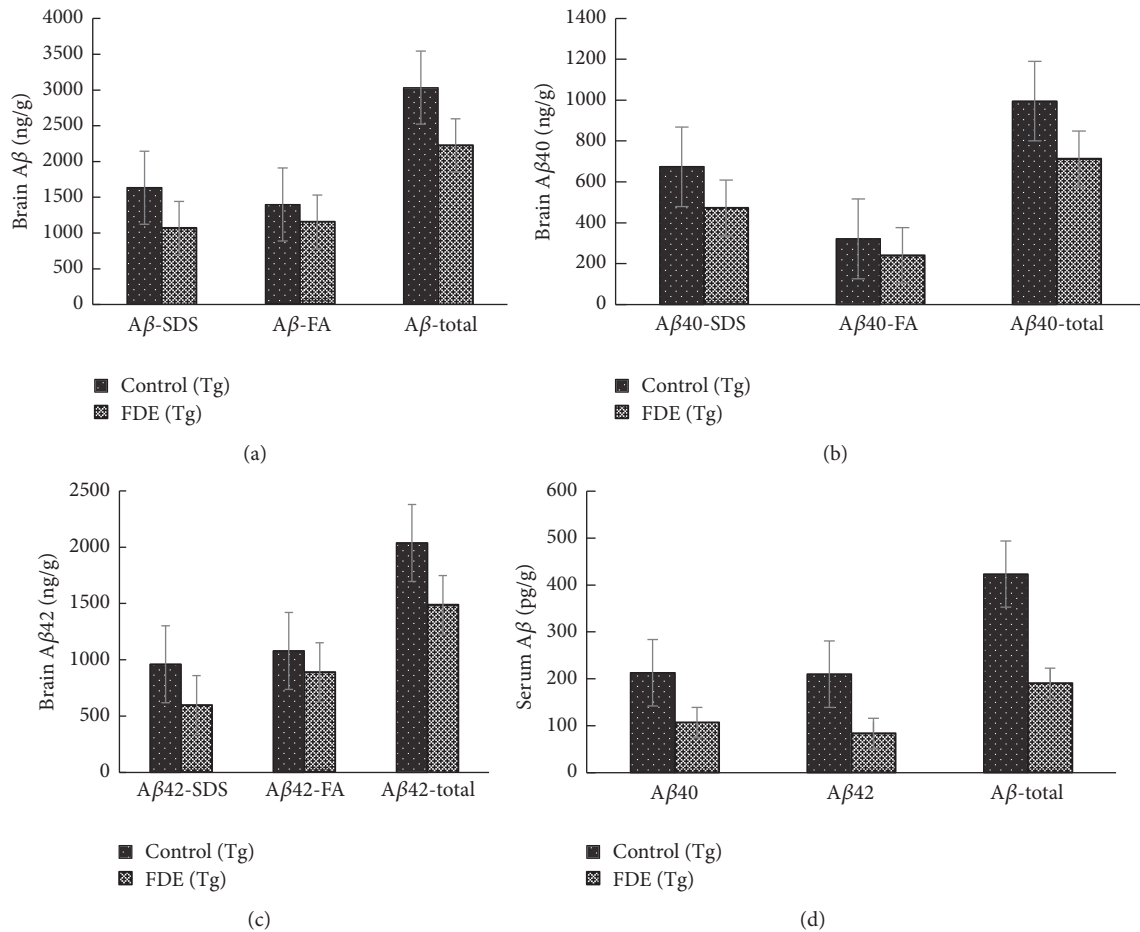 4000
3500
3000
2500
2000
1500
1000
500
0
Brain Aβ (ng/g)
Aβ-SDS Aβ-FA Aβ-total
Control (Tg)
FDE (Tg)
(a)
1400
1200
1000
800
600
400
200
0
Brain Aβ40 (ng/g)
Aβ40-SDS Aβ40-FA Aβ40-total
Control (Tg)
FDE (Tg)
(b)
2500
2000
1500
1000
500
0
Brain Aβ42 (ng/g)
Aβ42-SDS Aβ42-FA Aβ42-total
Control (Tg)
FDE (Tg)
(c)
600
500
400
300
200
100
0
Serum Aβ (pg/g)
Aβ40 Aβ42 Aβ-total
Control (Tg)
FDE (Tg)
(d)